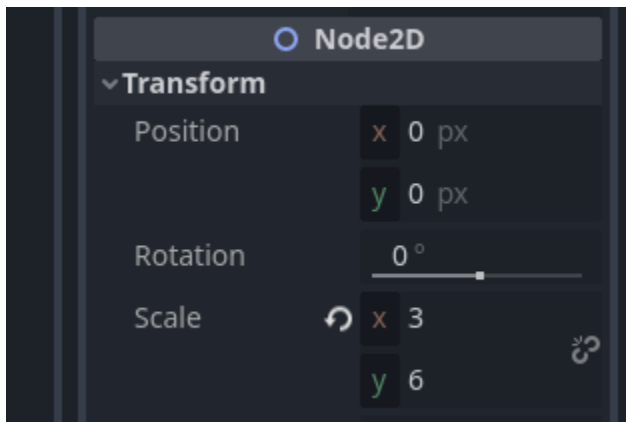 Node2D
Transform
Position x 0 px
y 0 px
Rotation 0 °
Scale x 3
y 6